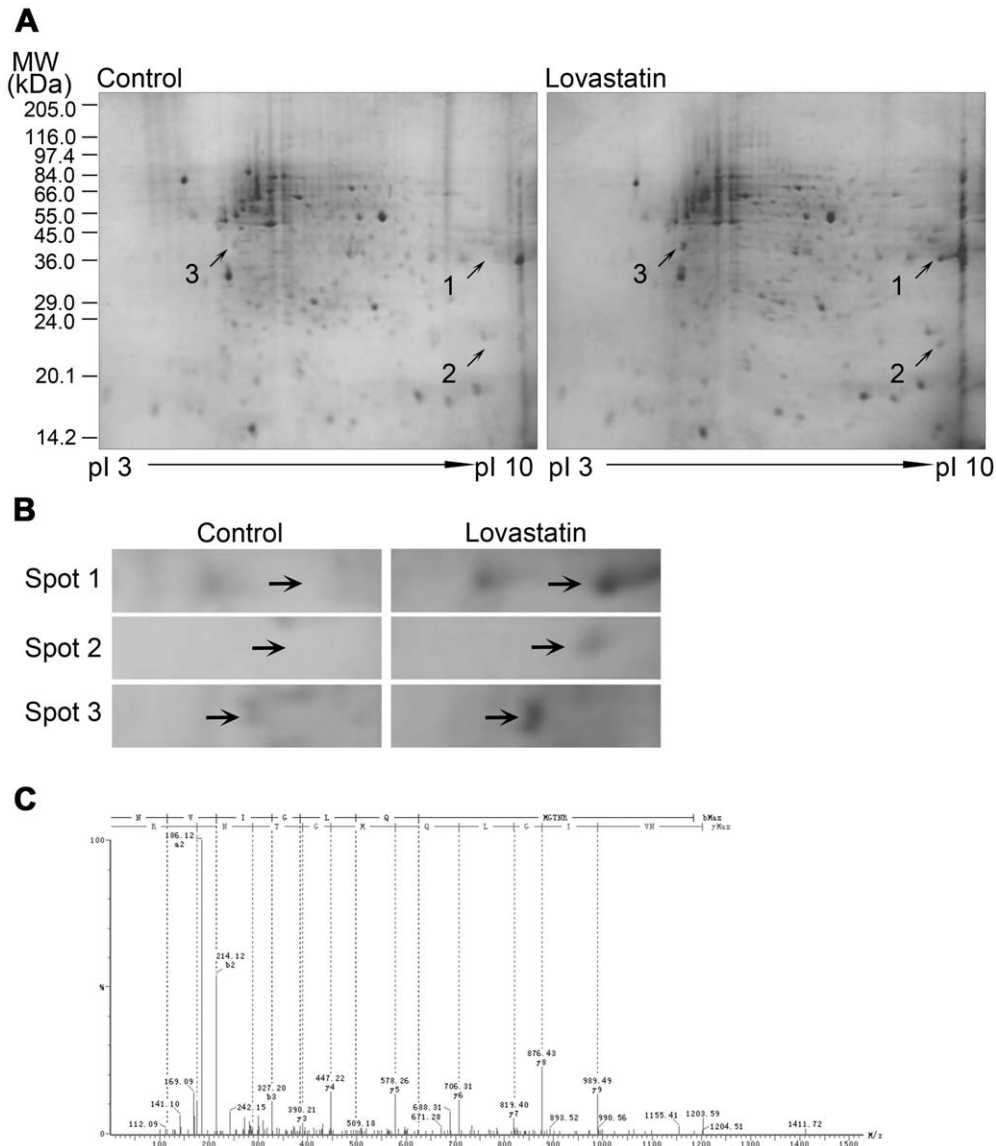 A
MW
(kDa)
Control
Lovastatin
205.0
116.0
97.4
84.0
66.0
55.0
45.0
36.0
29.0
24.0
20.1
14.2
3
1
2
3
1
2
pI 3
pI 10
pI 3
pI 10
B
Control
Lovastatin
Spot 1
Spot 2
Spot 3
C
N V I G L Q MGTNR bMax
R N T G M Q L G I VN yMax
100
%
0
186.12
a2
214.12
b2
169.09
141.10
112.09
242.15
327.20
b3
390.21
y3
447.22
y4
509.18
578.26
y5
688.31
671.28
706.31
y6
819.40
y7
876.43
y8
893.52
989.49
y9
990.56
1155.41
1203.59
1204.51
1411.72
100 200 300 400 500 600 700 800 900 1000 1100 1200 1300 1400 1500
M/z